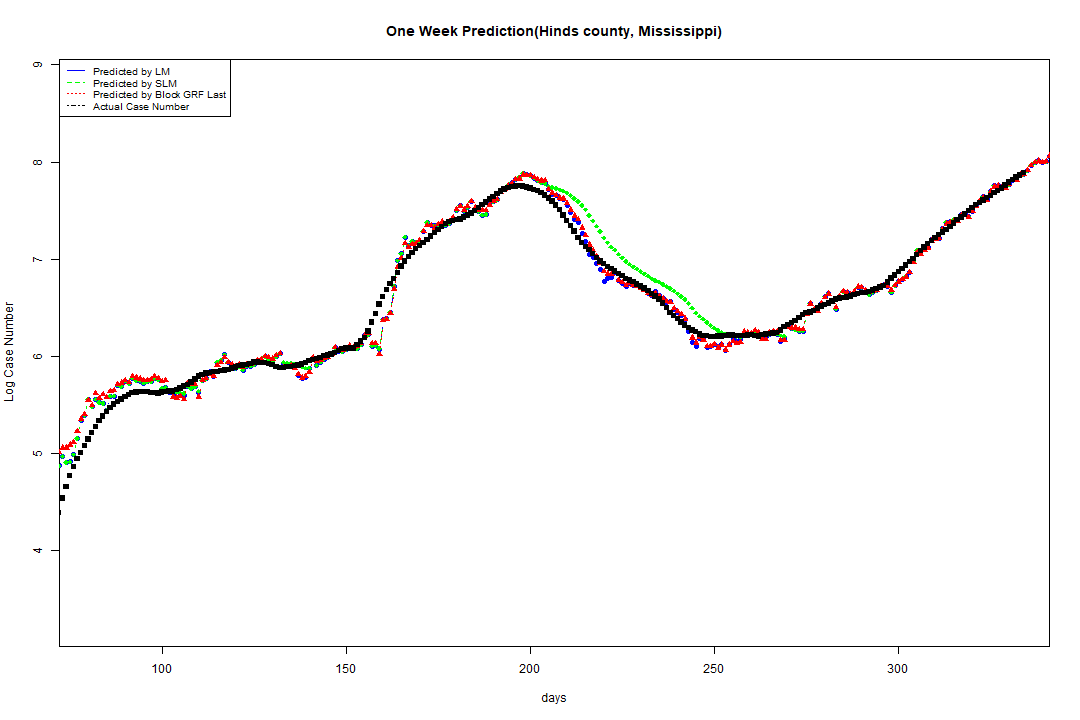 One Week Prediction(Hinds county, Mississippi)
Predicted by LM
Predicted by SLM
Predicted by Block GRF Last
Actual Case Number
9
8
7
6
5
4
Log Case Number
100 150 200 250 300
days